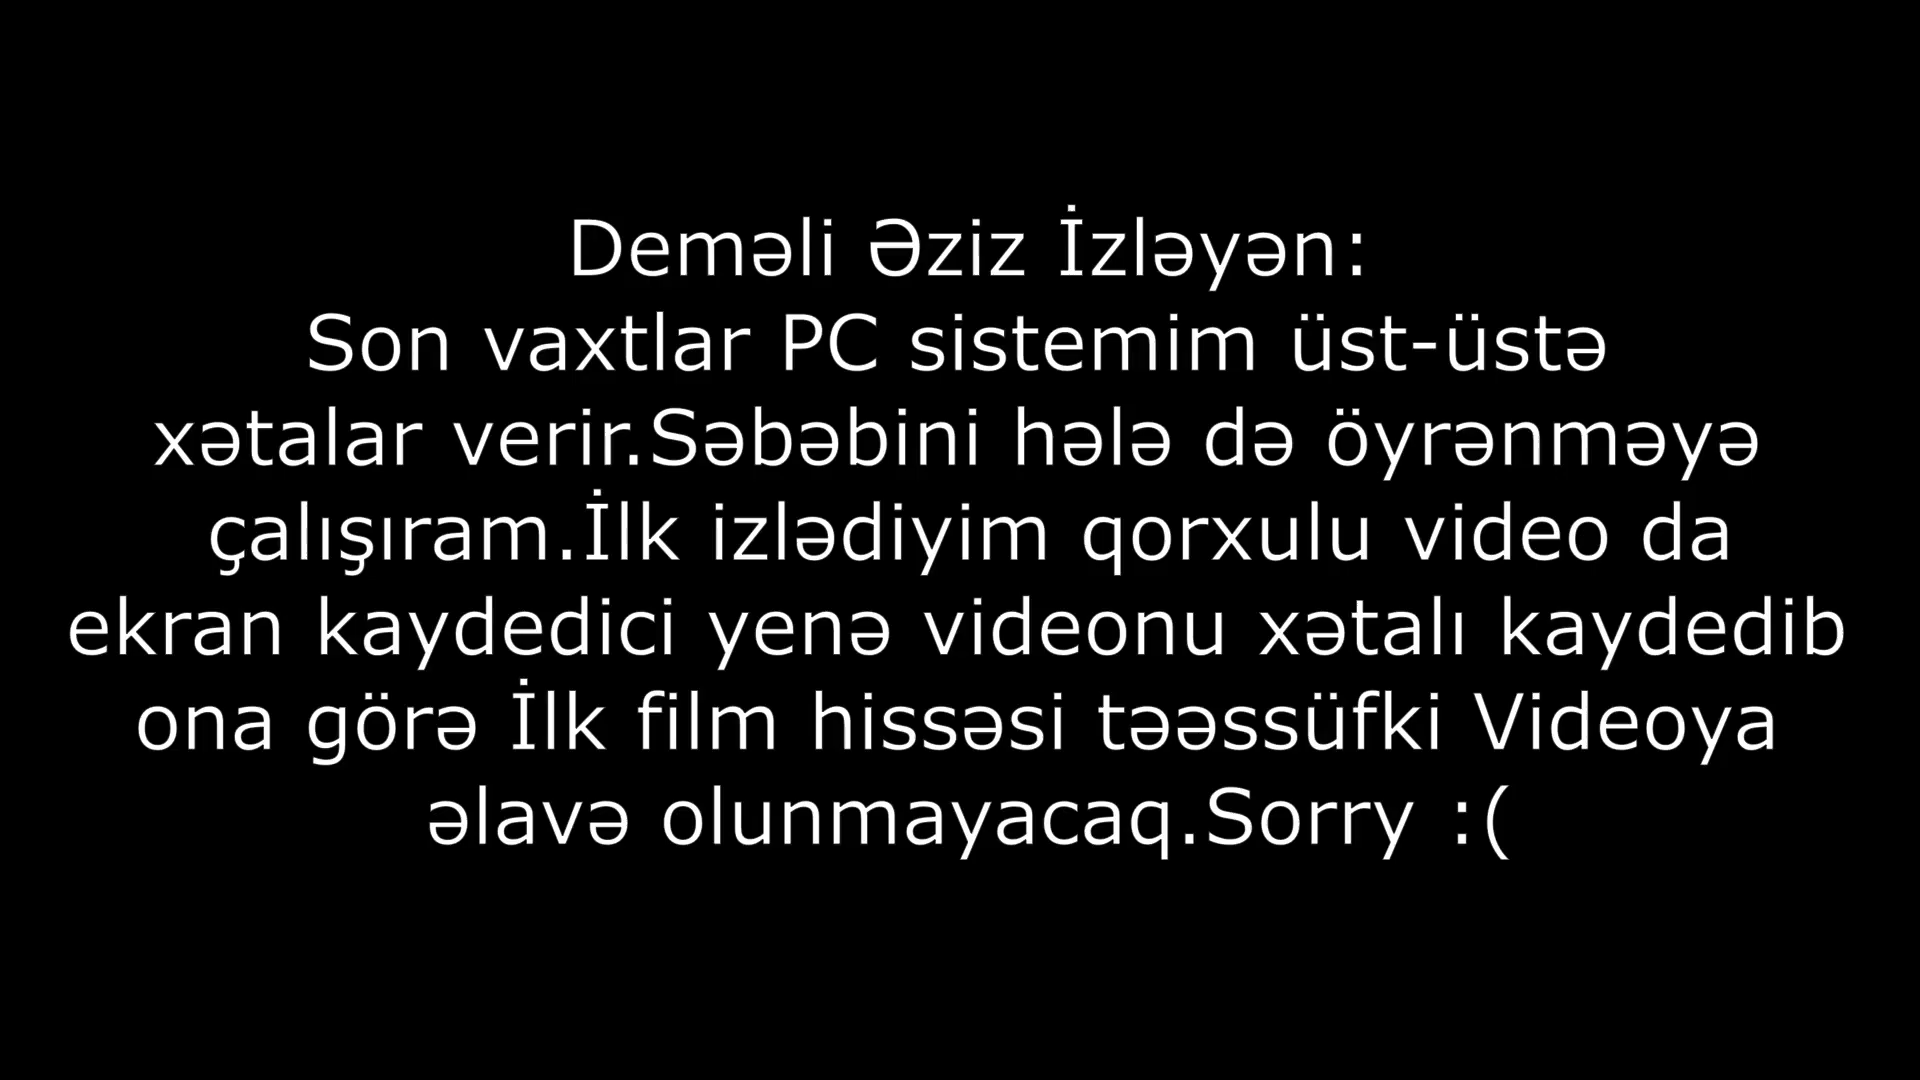 Deməli Əziz İzləyən:
Son vaxtlar PC sistemim üst-üstə
xətalar verir.Səbəbini hələ də öyrənməyə
çalışıram.İlk izlədiyim qorxulu video da
ekran kaydedici yenə videonu xətalı kaydedib
ona görə İlk film hissəsi təəssüfki Videoya
əlavə olunmayacaq.Sorry :(